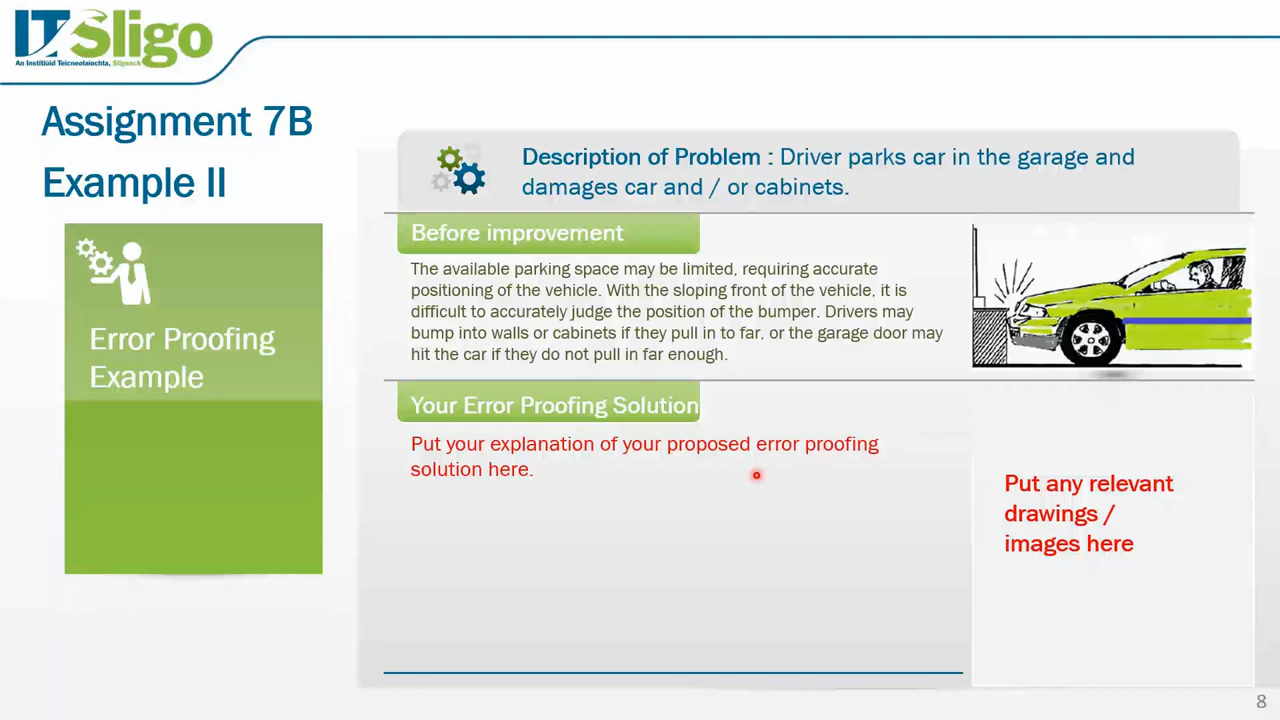 ITSligo
An Institiúid Teicneolaíochta, Sligeach
Assignment 7B
Example II
Error Proofing
Example
Description of Problem : Driver parks car in the garage and
damages car and / or cabinets.
Before improvement
The available parking space may be limited, requiring accurate
positioning of the vehicle. With the sloping front of the vehicle, it is
difficult to accurately judge the position of the bumper. Drivers may
bump into walls or cabinets if they pull in to far, or the garage door may
hit the car if they do not pull in far enough.
Your Error Proofing Solution
Put your explanation of your proposed error proofing
solution here.
Put any relevant
drawings /
images here
8